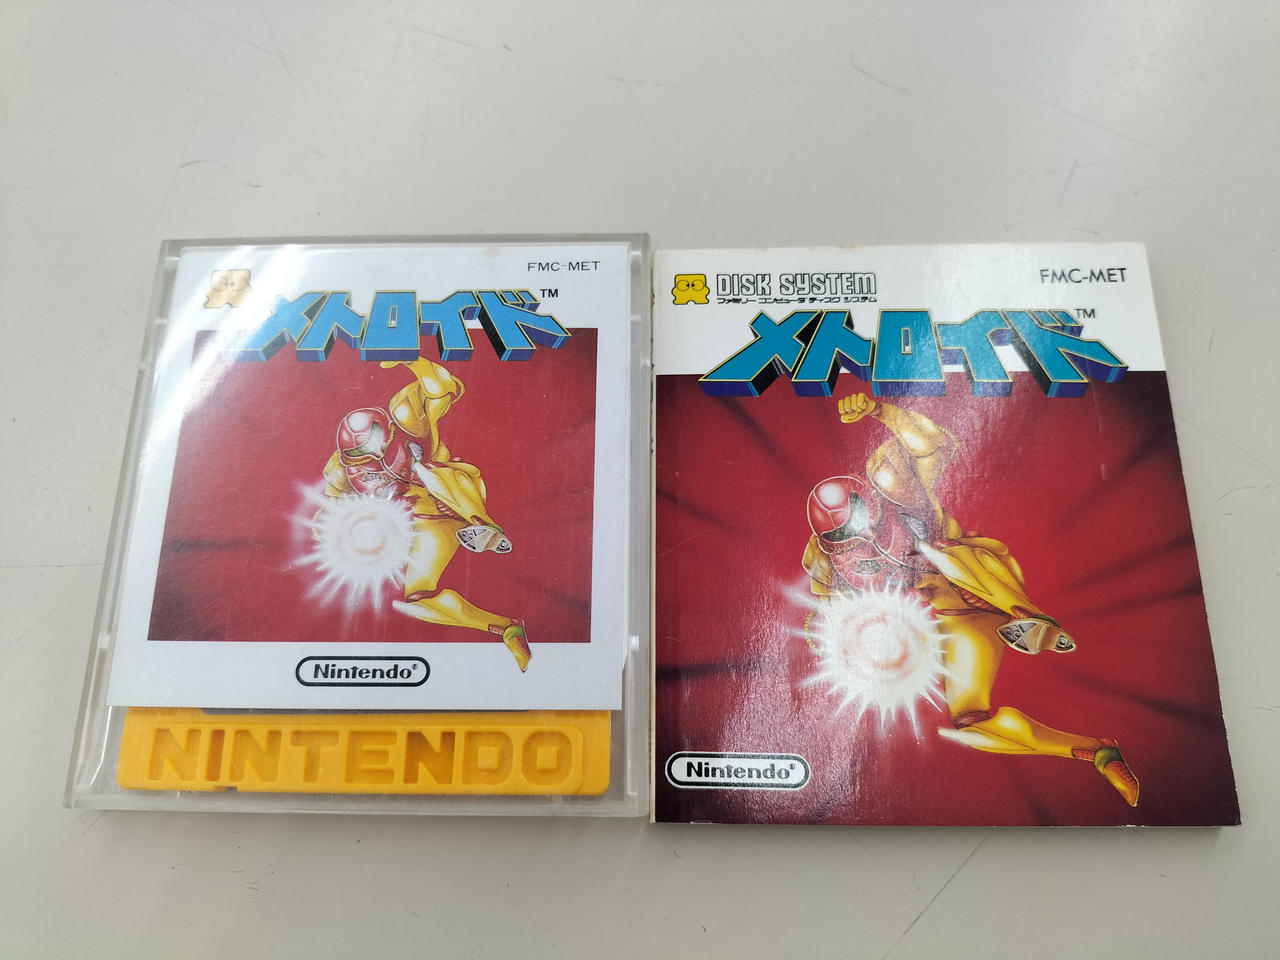 FMC-MET
メトロイド™
Nintendo®
NINTENDO
DISK SYSTEM
ファミリー コンピュータ ディスク システム
FMC-MET
メトロイド™
Nintendo®